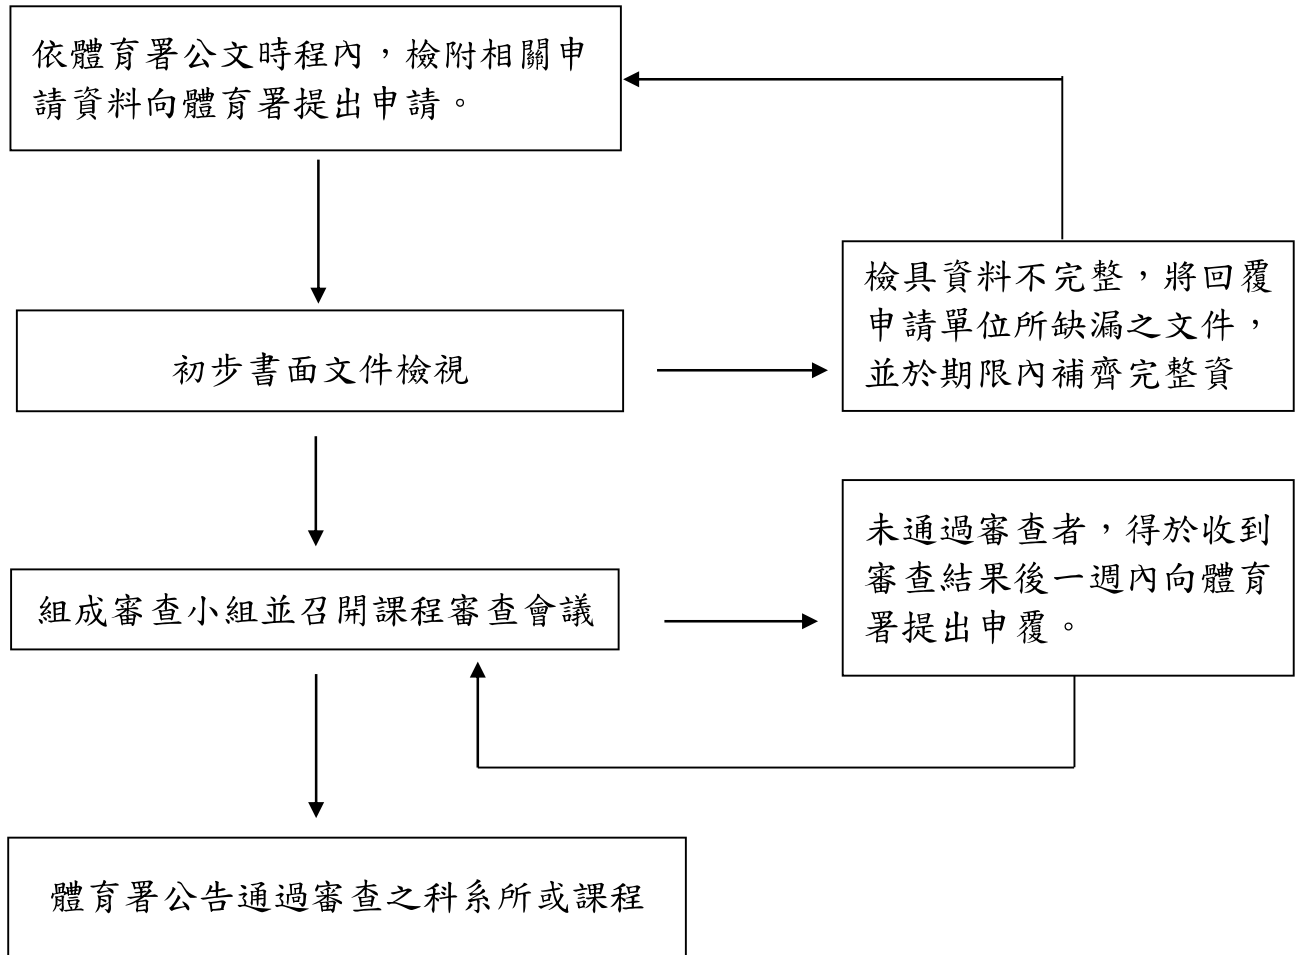 依體育署公文時程內，檢附相關申
請資料向體育署提出申請。
初步書面文件檢視
檢具資料不完整，將回覆
申請單位所缺漏之文件，
並於期限內補齊完整資
組成審查小組並召開課程審查會議
未通過審查者，得於收到
審查結果後一週內向體育
署提出申覆。
體育署公告通過審查之科系所或課程